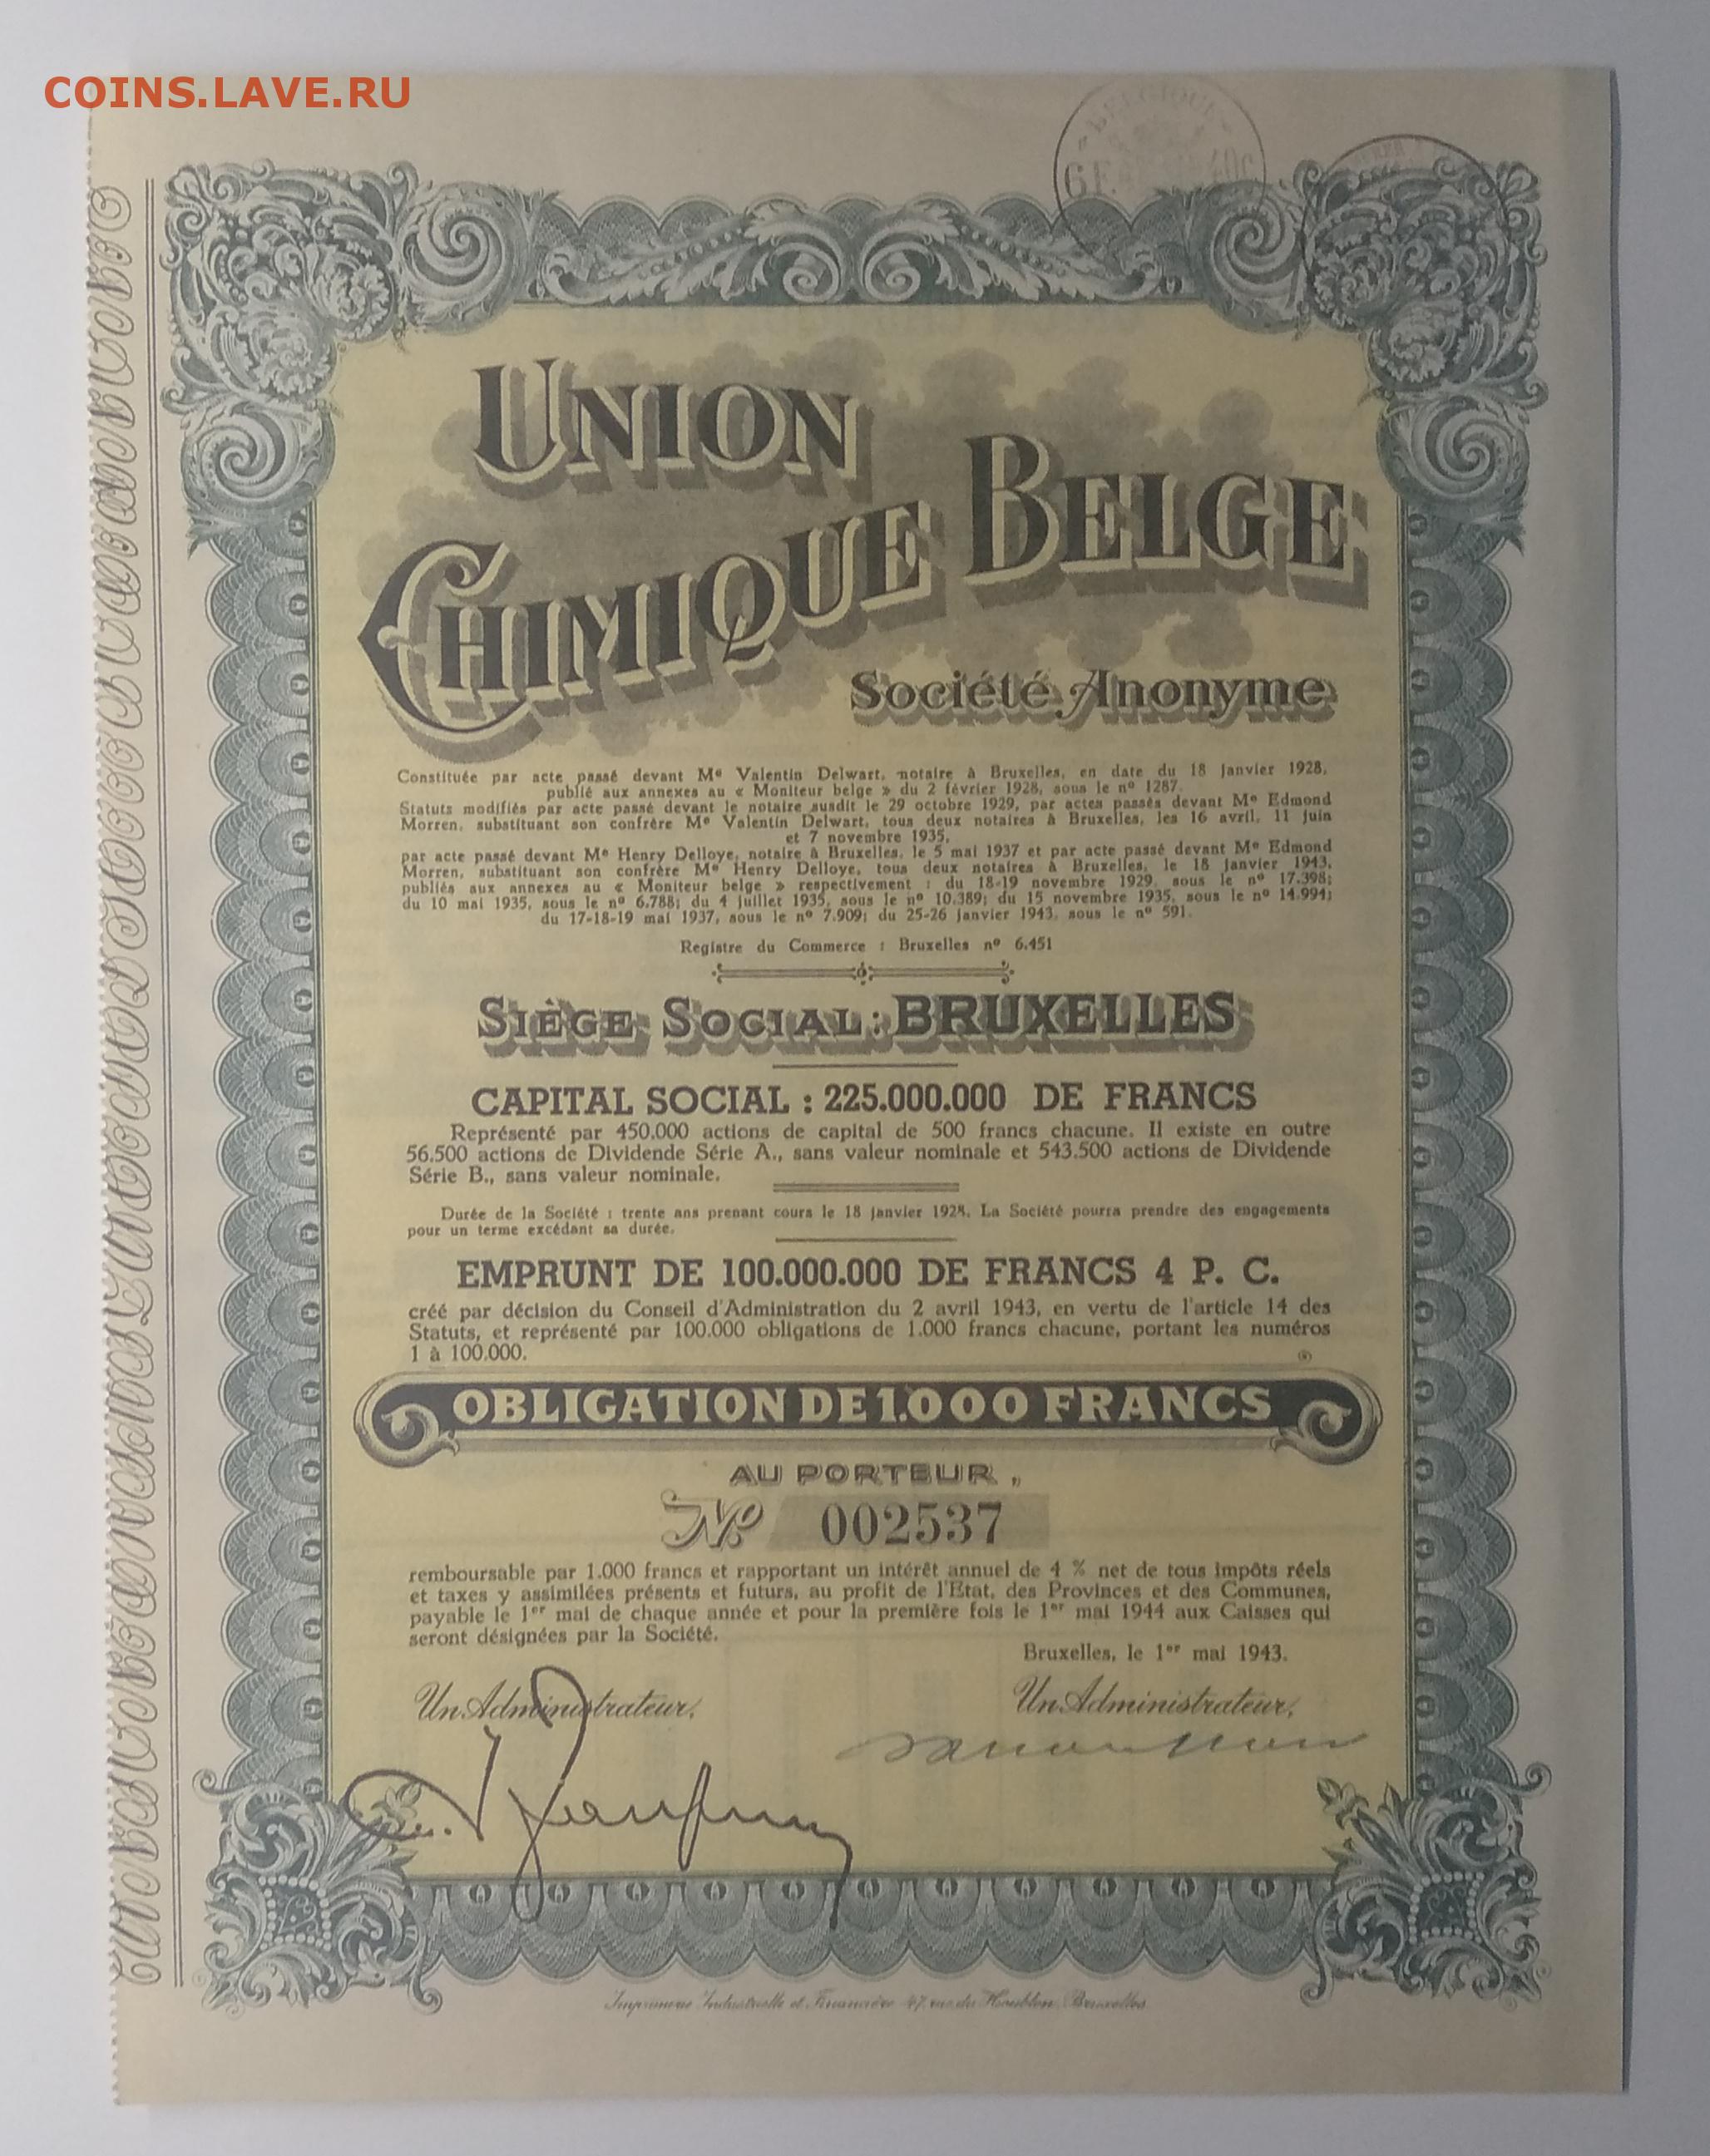 COINS.LAVE.RU
BELGIQUE
6F 40c
UNION
CHIMIQUE BELGE
Société Anonyme
Constituée par acte passé devant Me Valentin Delwart, notaire à Bruxelles, en date du 18 janvier 1928,
publié aux annexes au « Moniteur belge » du 2 février 1928, sous le nº 1287.
Statuts modifiés par acte passé devant le notaire susdit le 29 octobre 1929, par actes passés devant Me Edmond
Morren, substituant son confrère Me Valentin Delwart, tous deux notaires à Bruxelles, les 16 avril, 11 juin
et 7 novembre 1935,
par acte passé devant Me Henry Delloye, notaire à Bruxelles, le 5 mai 1937 et par acte passé devant Me Edmond
Morren, substituant son confrère Me Henry Delloye, tous deux notaires à Bruxelles, le 18 janvier 1943,
publiés aux annexes au « Moniteur belge » respectivement : du 18-19 novembre 1929, sous le nº 17.398;
du 10 mai 1935, sous le nº 6.788; du 4 juillet 1935, sous le nº 10.389; du 15 novembre 1935, sous le nº 14.994;
du 17-18-19 mai 1937, sous le nº 7.909; du 25-26 janvier 1943, sous le nº 591.
Registre du Commerce : Bruxelles nº 6.451
SIÈGE SOCIAL : BRUXELLES
CAPITAL SOCIAL : 225.000.000 DE FRANCS
Représenté par 450.000 actions de capital de 500 francs chacune. Il existe en outre
56.500 actions de Dividende Série A., sans valeur nominale et 543.500 actions de Dividende
Série B., sans valeur nominale.
Durée de la Société : trente ans prenant cours le 18 janvier 1928. La Société pourra prendre des engagements
pour un terme excédant sa durée.
EMPRUNT DE 100.000.000 DE FRANCS 4 P. C.
créé par décision du Conseil d'Administration du 2 avril 1943, en vertu de l'article 14 des
Statuts, et représenté par 100.000 obligations de 1.000 francs chacune, portant les numéros
1 à 100.000.
OBLIGATION DE 1.000 FRANCS
AU PORTEUR,
Nº 002537
remboursable par 1.000 francs et rapportant un intérêt annuel de 4 % net de tous impôts réels
et taxes y assimilées présents et futurs, au profit de l'Etat, des Provinces et des Communes,
payable le 1er mai de chaque année et pour la première fois le 1er mai 1944 aux Caisses qui
seront désignées par la Société.
Bruxelles, le 1er mai 1943.
Un Administrateur, Un Administrateur,
Imprimerie Industrielle et Financière 47, rue du Houblon, Bruxelles